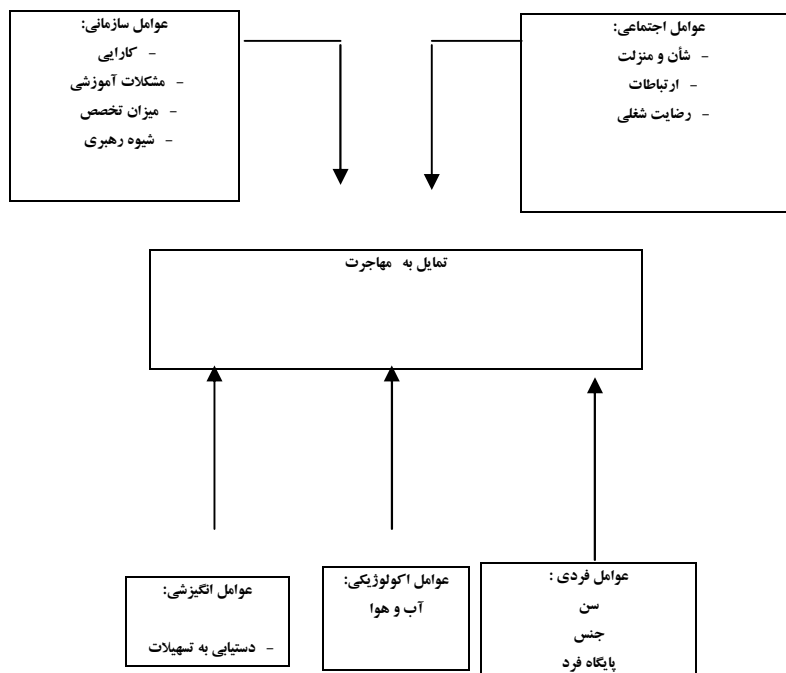 عوامل اجتماعی:
- شأن و منزلت
- ارتباطات
- رضایت شغلی
عوامل سازمانی:
- کارایی
- مشکلات آموزشی
- میزان تخصص
- شیوه رهبری
تمایل به مهاجرت
عوامل فردی :
سن
جنس
پایگاه فرد
عوامل اکولوژیکی:
آب و هوا
عوامل انگیزشی:
- دستیابی به تسهیلات